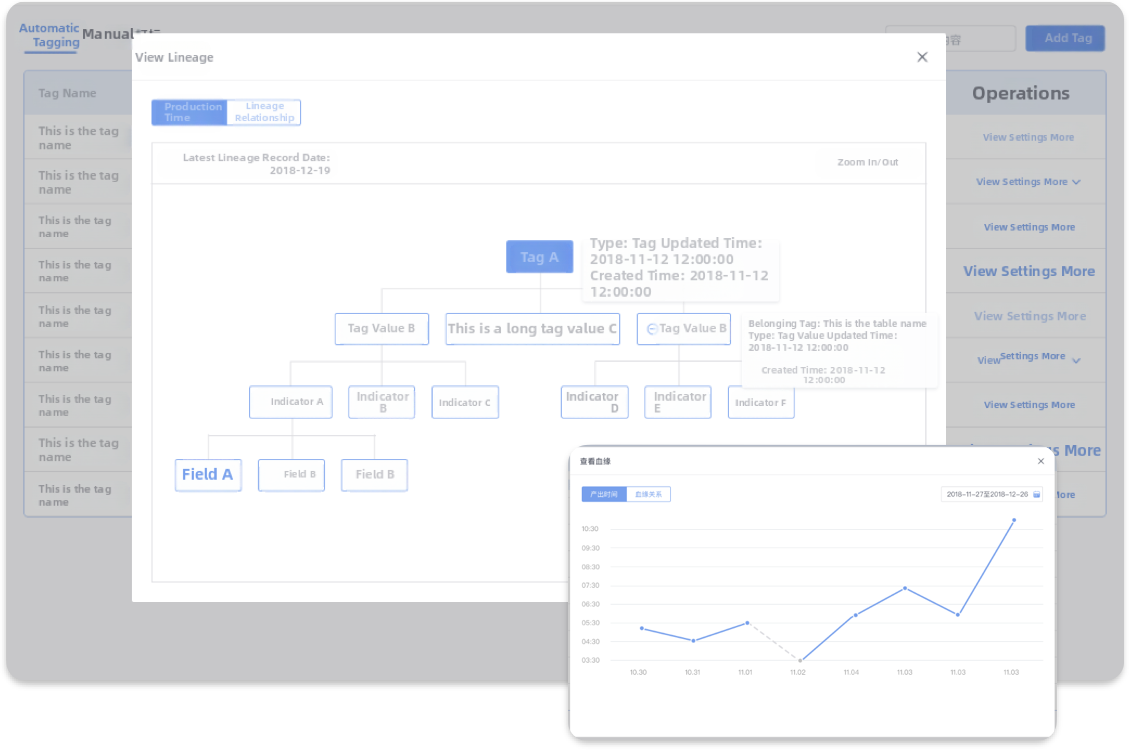 Automatic
Tagging
Manual
Add Tag
View Lineage
Tag Name
Operations
Production
Time
Lineage
Relationship
This is the tag
name
View Settings More
Latest Lineage Record Date:
2018-12-19
Zoom In/Out
This is the tag
name
View Settings More
This is the tag
name
View Settings More
Tag A
Type: Tag Updated Time:
2018-11-12 12:00:00
Created Time: 2018-11-12
12:00:00
This is the tag
name
View Settings More
This is the tag
name
View Settings More
Tag Value B
This is a long tag value C
Tag Value B
Belonging Tag: This is the table name
Type: Tag Value Updated Time:
2018-11-12 12:00:00
Created Time: 2018-11-12
12:00:00
This is the tag
name
View Settings More
This is the tag
name
View Settings More
Indicator A
Indicator
B
Indicator C
Indicator
D
Indicator
E
Indicator F
This is the tag
name
More
Field A
Field B
Field B
This is the tag
name
More
查看血缘
产出时间
血缘关系
2018-11-27至2018-12-26
10:30
09:30
08:30
07:30
06:30
05:30
04:30
03:30
10.30
10.31
11.01
11.02
11.04
11.03
11.03
11.03